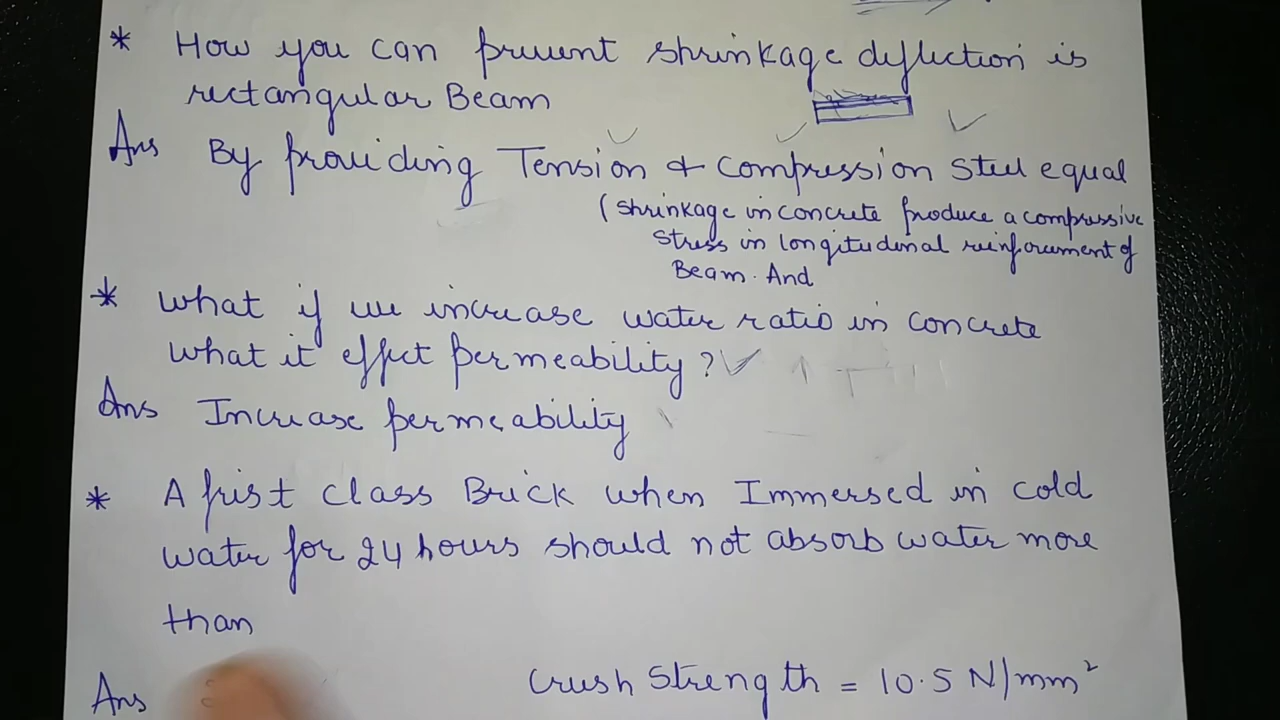 * How you can prevent shrinkage deflection is
rectangular Beam
Ans By providing Tension & compression Steel equal
(shrinkage in concrete produce a compressive
stress in longitudinal reinforcement of
Beam. And
* What if we increase water ratio in concrete
what it effect permeability?
Ans Increase permeability
* A frist class Brick when Immersed in cold
water for 24 hours should not absorb water more
than
Ans
Crush Strength = 10.5 N/mm²